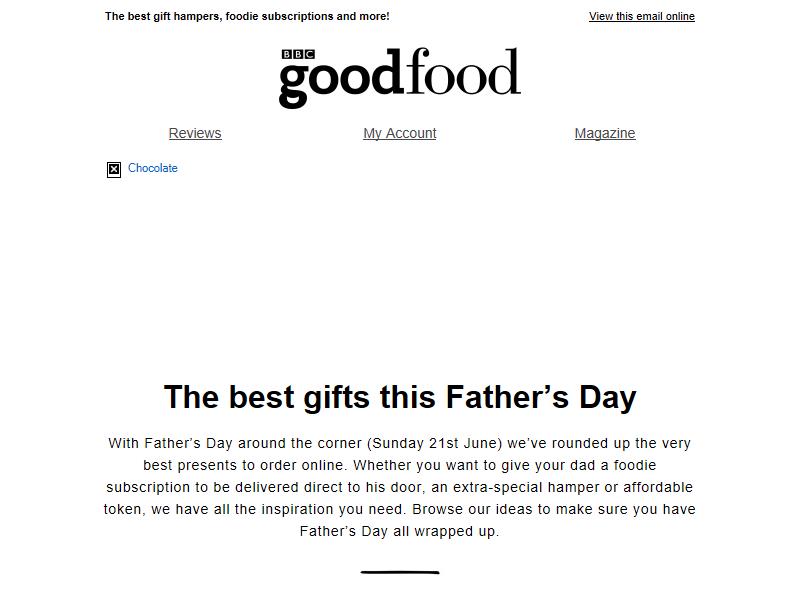 The best gift hampers, foodie subscriptions and more!
View this email online
BBC
goodfood
Reviews
My Account
Magazine
Chocolate
The best gifts this Father’s Day
With Father’s Day around the corner (Sunday 21st June) we’ve rounded up the very
best presents to order online. Whether you want to give your dad a foodie
subscription to be delivered direct to his door, an extra-special hamper or affordable
token, we have all the inspiration you need. Browse our ideas to make sure you have
Father’s Day all wrapped up.